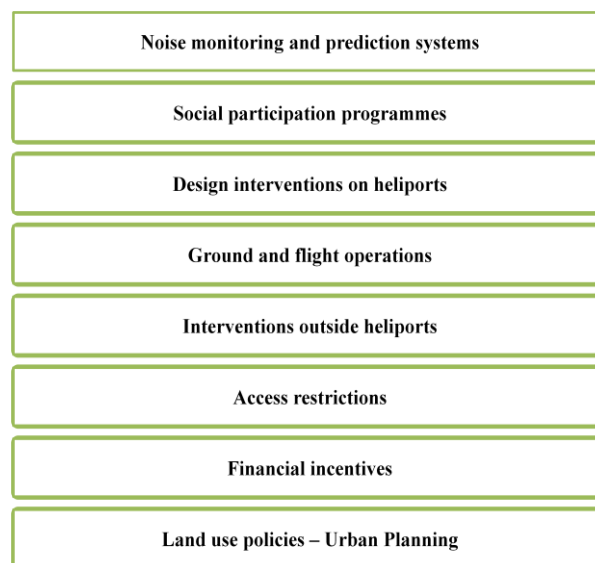 Noise monitoring and prediction systems
Social participation programmes
Design interventions on heliports
Ground and flight operations
Interventions outside heliports
Access restrictions
Financial incentives
Land use policies – Urban Planning